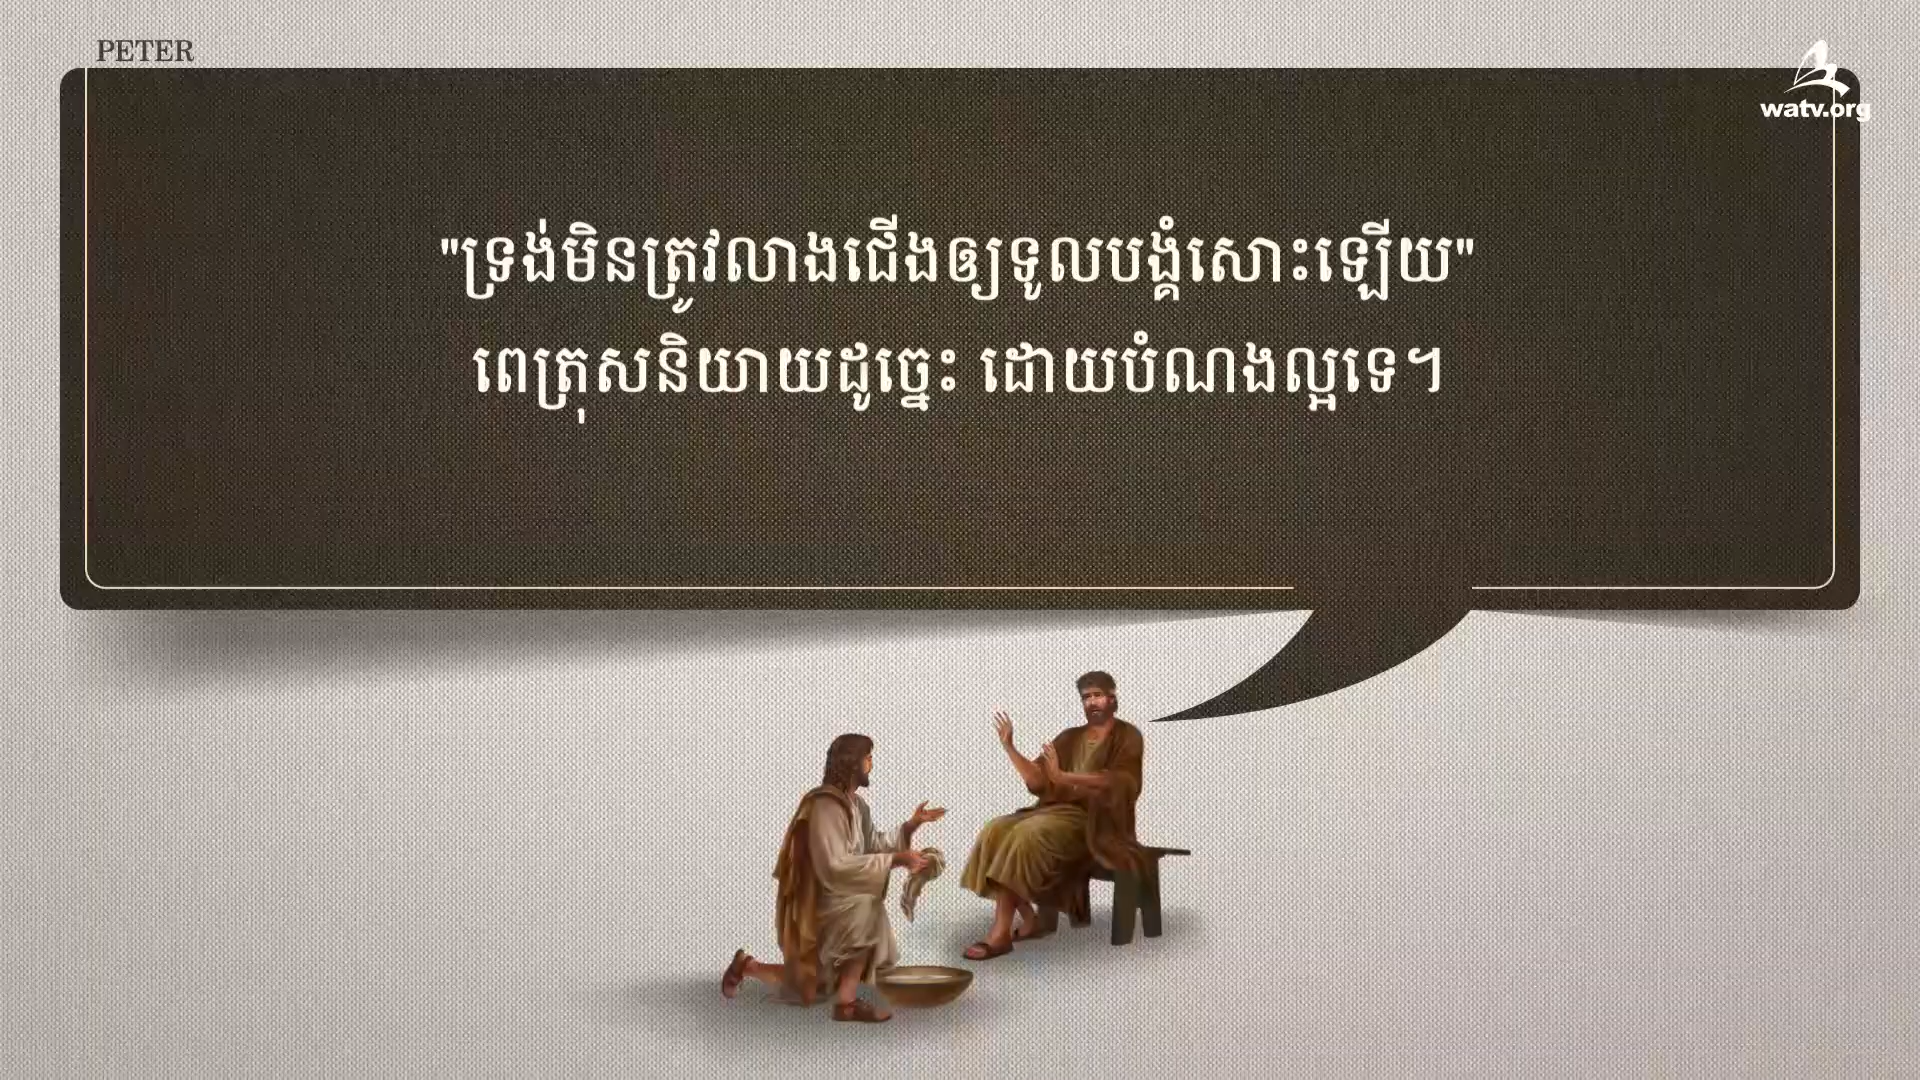 PETER
watv.org
"ទ្រង់មិនត្រូវលាងជើងឲ្យទូលបង្គំសោះឡើយ"
ពេត្រុសនិយាយដូច្នេះ ដោយបំណងល្អទេ។